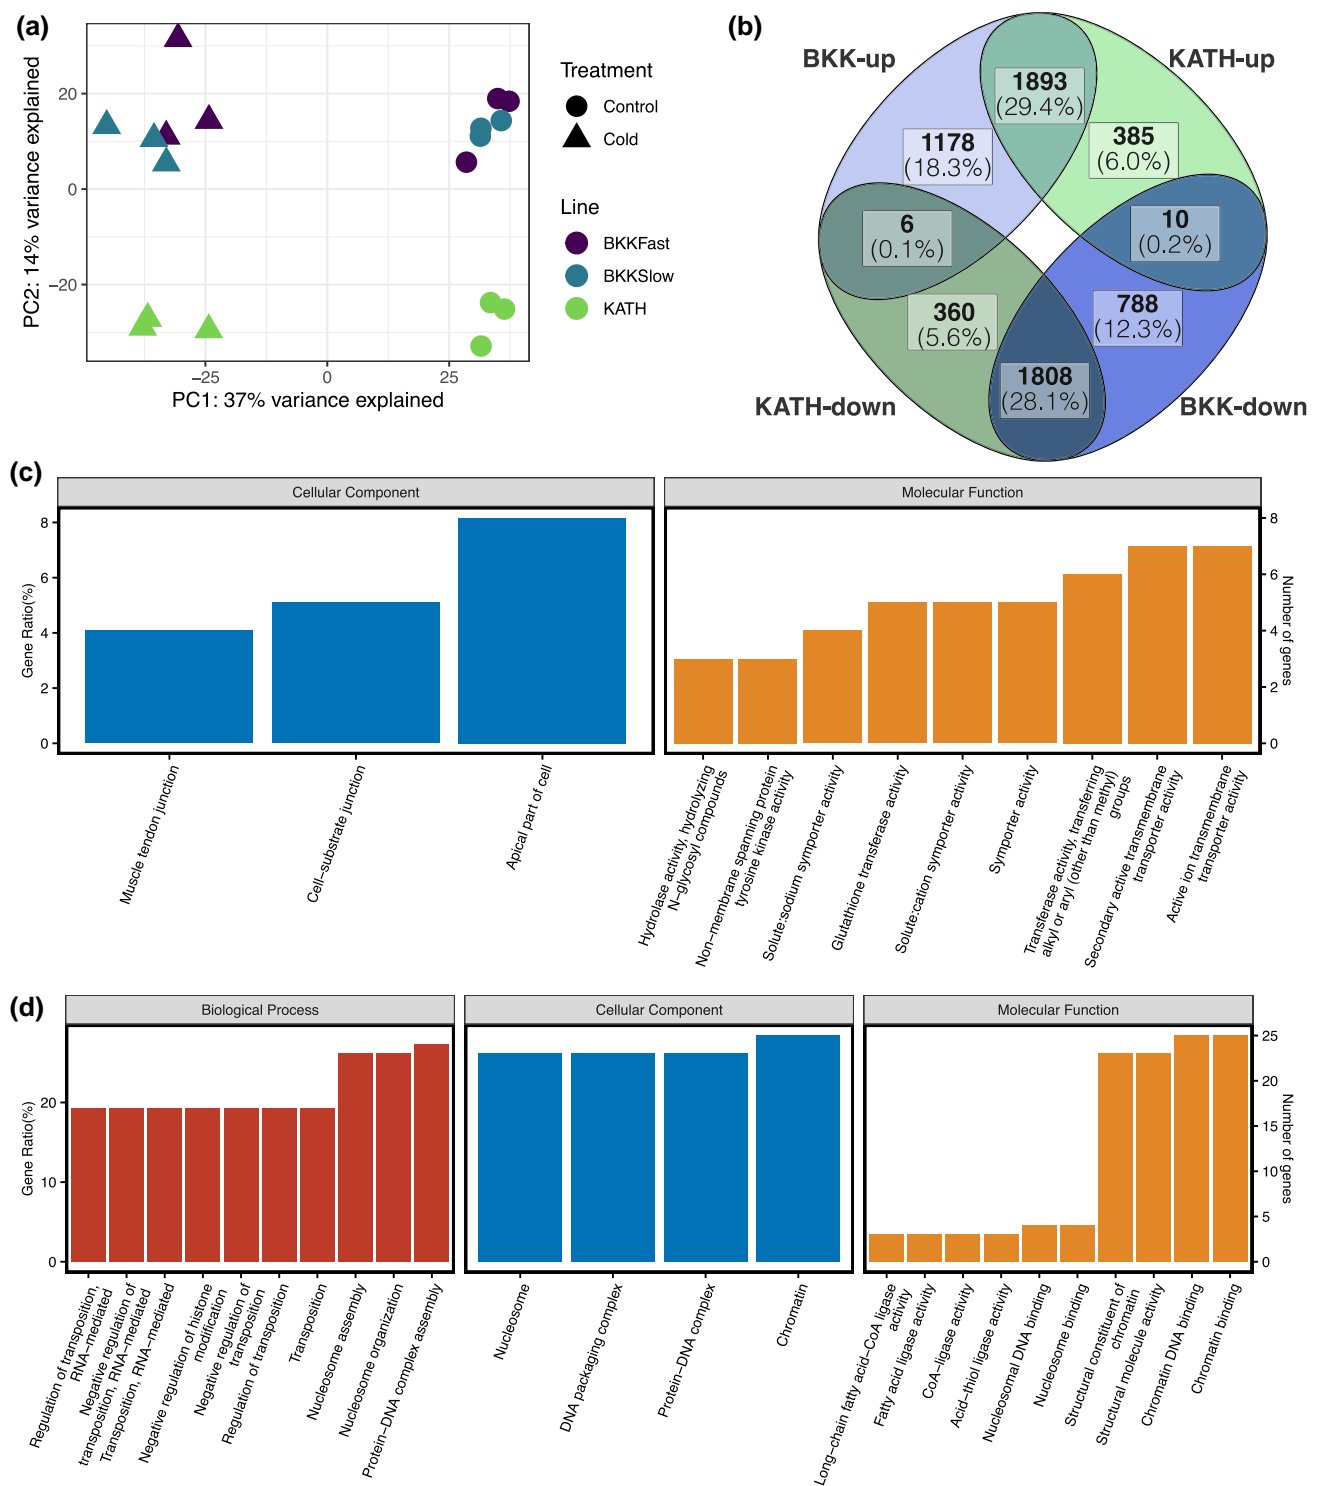 (a)
20
0
−20
PC2: 14% variance explained
−25
0
25
PC1: 37% variance explained
Treatment
Control
Cold
Line
BKKFast
BKKSlow
KATH
(b)
BKK-up
KATH-up
1893
(29.4%)
1178
(18.3%)
385
(6.0%)
6
(0.1%)
10
(0.2%)
360
(5.6%)
788
(12.3%)
1808
(28.1%)
KATH-down
BKK-down
(c)
Cellular Component
Molecular Function
8
6
4
2
0
Gene Ratio(%)
8
6
4
2
0
Number of genes
Muscle tendon junction
Cell−substrate junction
Apical part of cell
Hydrolase activity, hydrolyzing
N−glycosyl compounds
Non−membrane spanning protein
tyrosine kinase activity
Solute:sodium symporter activity
Glutathione transferase activity
Solute:cation symporter activity
Symporter activity
Transferase activity, transferring
alkyl or aryl (other than methyl)
groups
Secondary active transmembrane
transporter activity
Active ion transmembrane
transporter activity
(d)
Biological Process
Cellular Component
Molecular Function
20
10
0
Gene Ratio(%)
25
20
15
10
5
0
Number of genes
Regulation of transposition,
RNA−mediated
Negative regulation of
transposition, RNA−mediated
Transposition, RNA−mediated
Negative regulation of histone
modification
Negative regulation of
transposition
Regulation of transposition
Transposition
Nucleosome assembly
Nucleosome organization
Protein−DNA complex assembly
Nucleosome
DNA packaging complex
Protein−DNA complex
Chromatin
Long−chain fatty acid−CoA ligase
activity
Fatty acid ligase activity
CoA−ligase activity
Acid−thiol ligase activity
Nucleosomal DNA binding
Nucleosome binding
Structural constituent of
chromatin
Structural molecule activity
Chromatin DNA binding
Chromatin binding